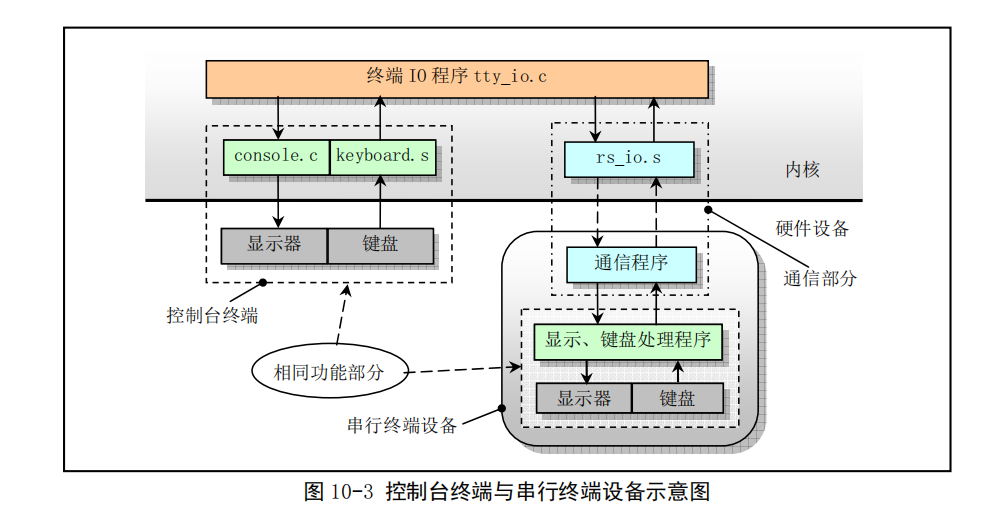 终端 IO 程序 tty_io.c
console.c
keyboard.s
rs_io.s
内核
显示器
键盘
硬件设备
通信程序
通信部分
控制台终端
显示、键盘处理程序
相同功能部分
显示器
键盘
串行终端设备
图 10-3 控制台终端与串行终端设备示意图